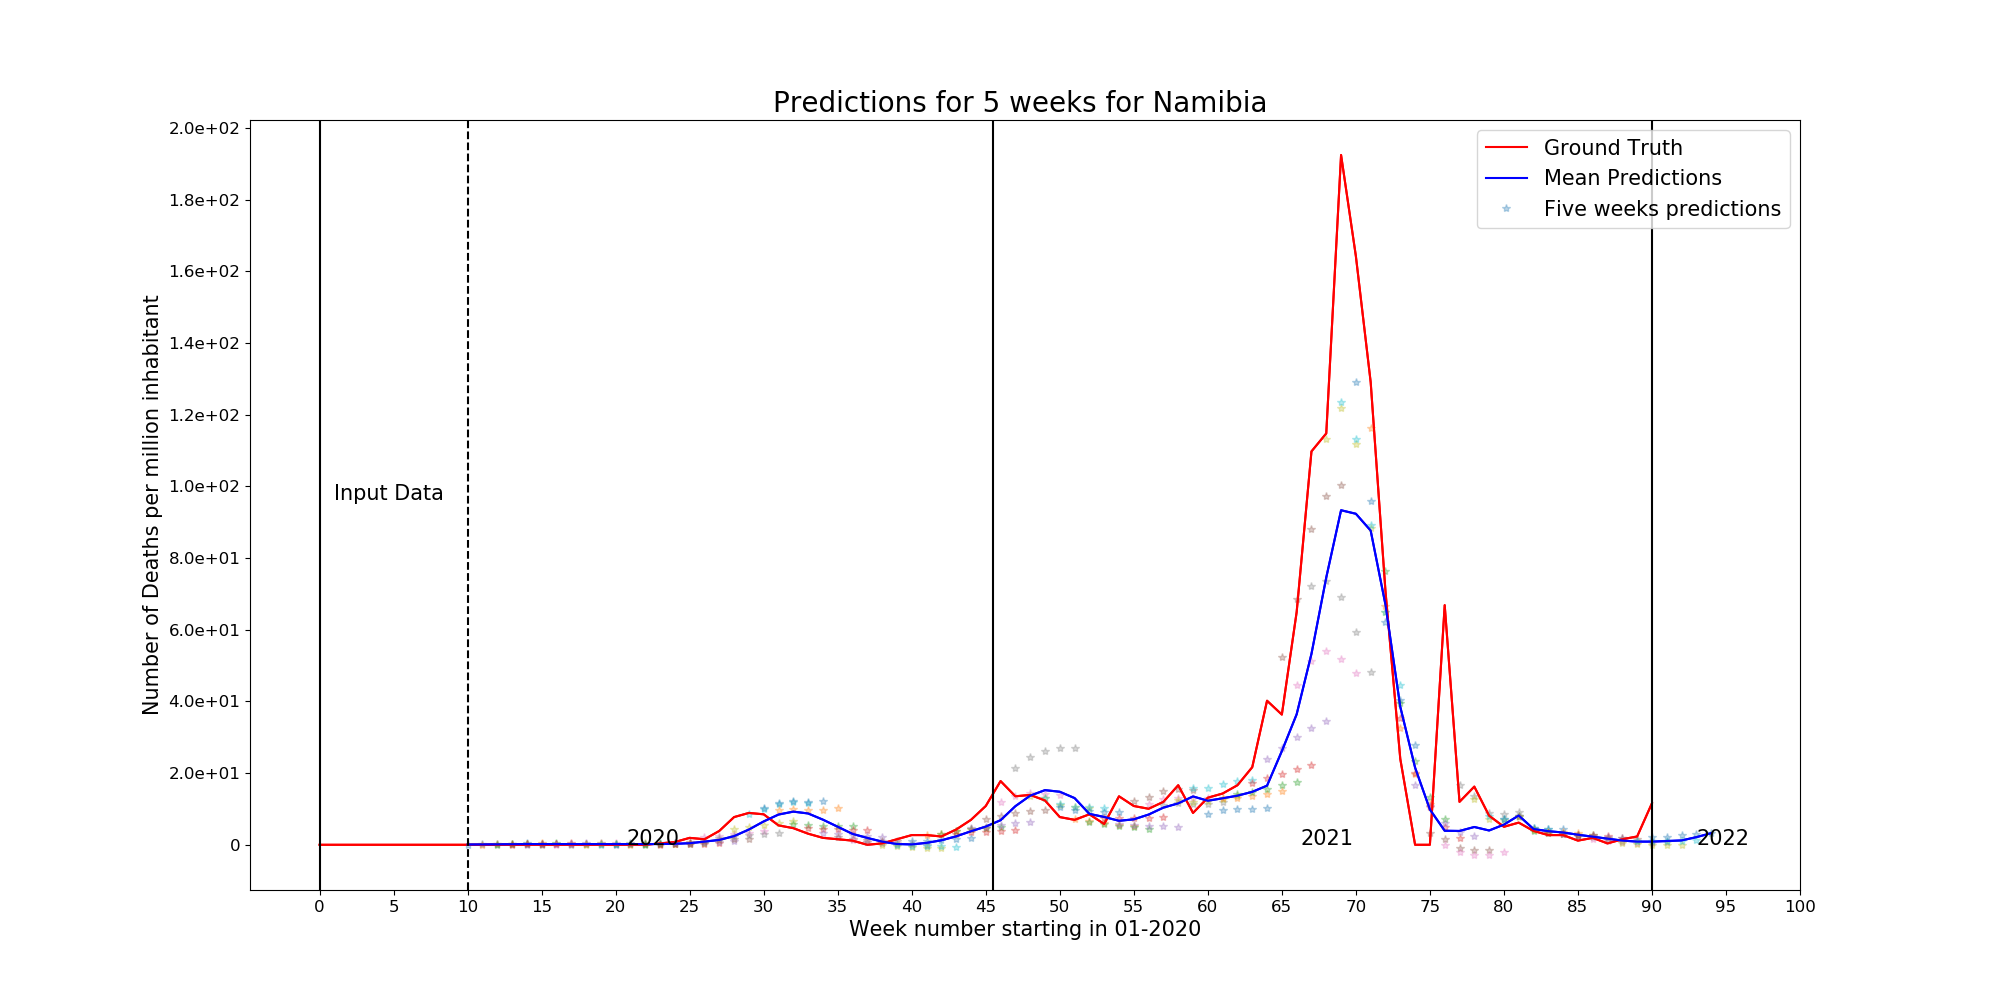 Predictions for 5 weeks for Namibia
2.0e+02
1.8e+02
1.6e+02
1.4e+02
1.2e+02
1.0e+02
8.0e+01
6.0e+01
4.0e+01
2.0e+01
0
Number of Deaths per million inhabitant
Ground Truth
Mean Predictions
Five weeks predictions
Input Data
2020
2021
2022
0 5 10 15 20 25 30 35 40 45 50 55 60 65 70 75 80 85 90 95 100
Week number starting in 01-2020